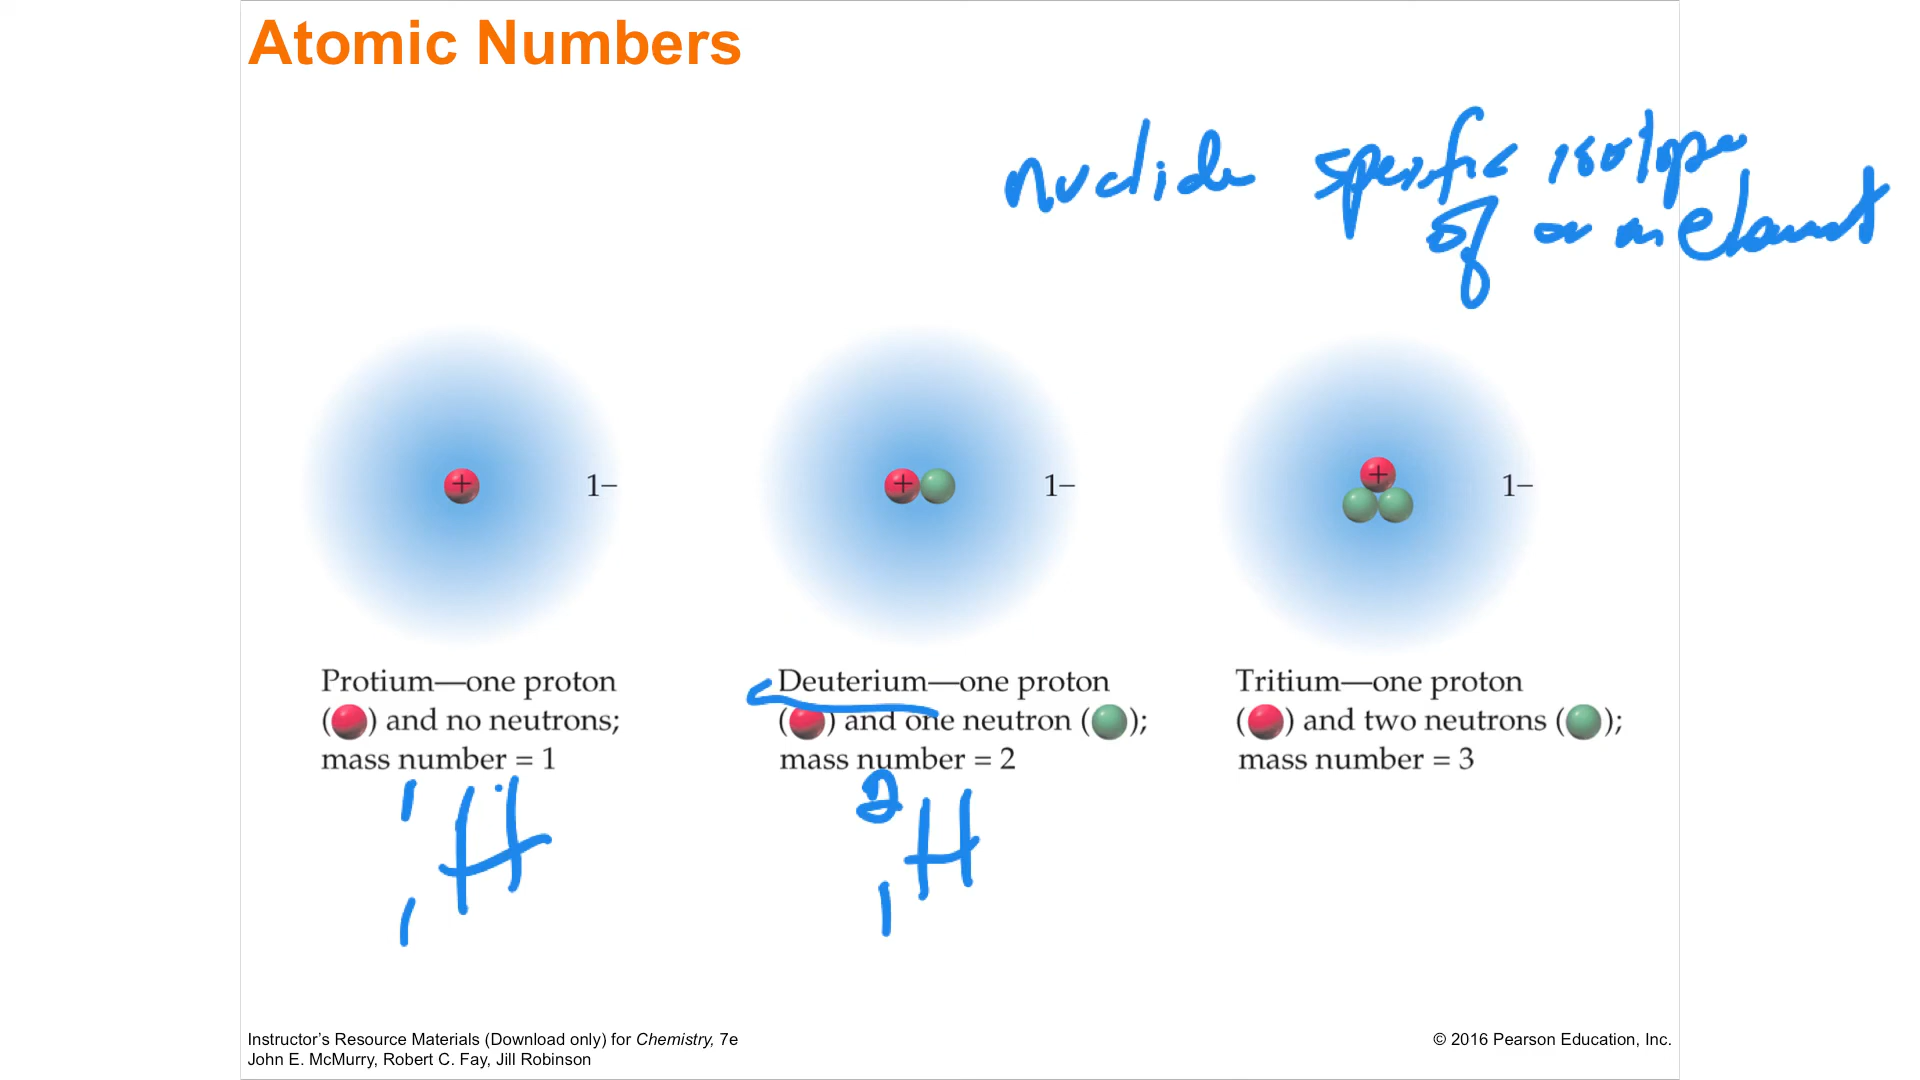 Atomic Numbers
nuclide specific isotope
of an element
1−
1−
1−
+
+
+
Protium—one proton
( ) and no neutrons;
mass number = 1
Deuterium—one proton
( ) and one neutron ( );
mass number = 2
Tritium—one proton
( ) and two neutrons ( );
mass number = 3
1
H
1
2
H
1
Instructor’s Resource Materials (Download only) for Chemistry, 7e
John E. McMurry, Robert C. Fay, Jill Robinson
© 2016 Pearson Education, Inc.